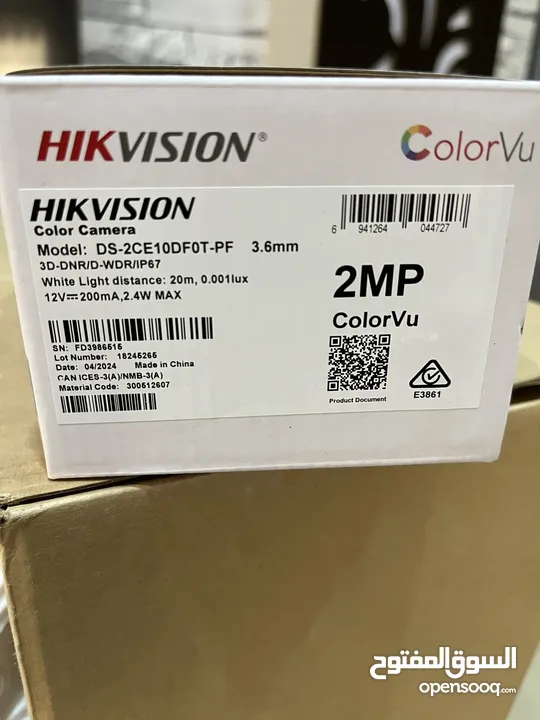 HIKVISION®
ColorVu
HIKVISION
Color Camera
Model: DS-2CE10DF0T-PF 3.6mm
3D-DNR/D-WDR/IP67
White Light distance: 20m, 0.001lux
12V⎓200mA,2.4W MAX
6 941264 044727
2MP
ColorVu
SN: FD3986515
Lot Number: 18245265
Date: 04/2024 Made in China
CAN ICES-3(A)/NMB-3(A)
Material Code: 300512607
Product Document
E3861
السوق المفتوح
opensooq.com